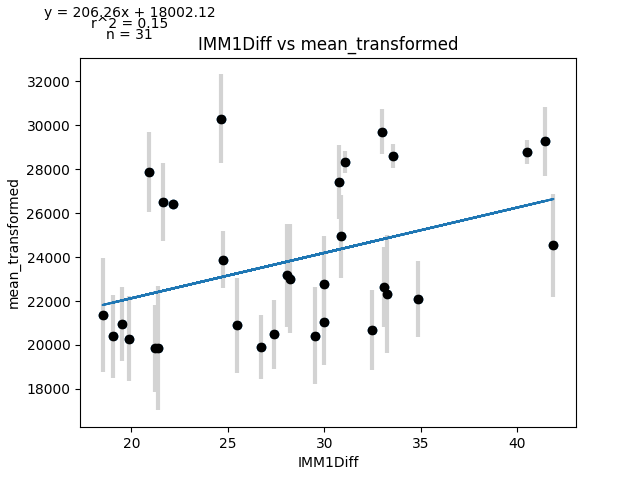 y = 206.26x + 18002.12
r^2 = 0.15
n = 31
IMM1Diff vs mean_transformed
32000
30000
28000
26000
24000
22000
20000
18000
mean_transformed
20 25 30 35 40
IMM1Diff